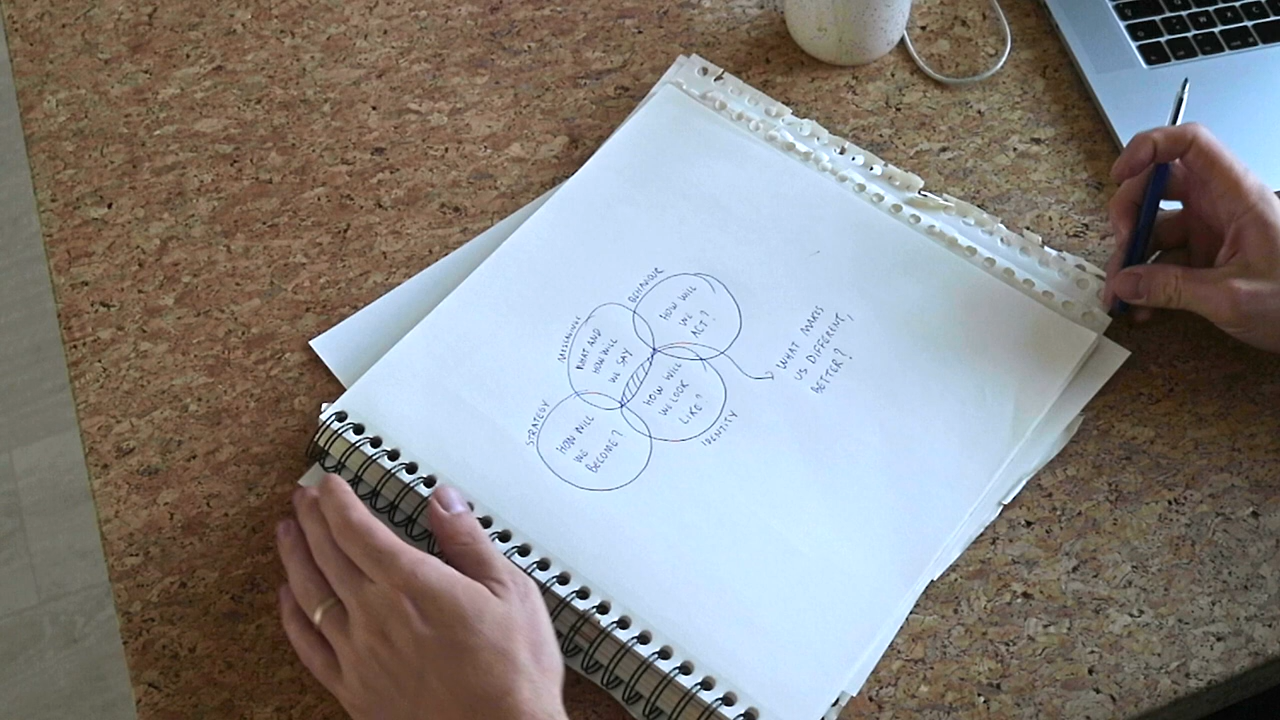 BEHAVIOUR
HOW WILL
WE
ACT?
MESSAGING
WHAT AND
HOW WILL
WE SAY
HOW WILL
WE LOOK
LIKE?
IDENTITY
STRATEGY
HOW WILL
WE
BECOME?
WHAT MAKES
US DIFFERENT,
BETTER?